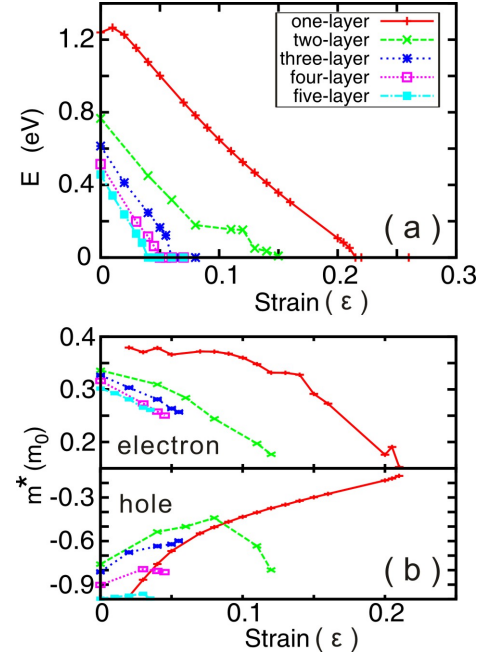 1.2
0.8
0.4
0
E (eV)
one-layer
two-layer
three-layer
four-layer
five-layer
( a )
0 0.1 0.2 0.3
Strain ( ε )
0.4
0.3
0.2
electron
m* (m0)
-0.3
-0.6
-0.9
hole
( b )
0 0.1 0.2
Strain ( ε )